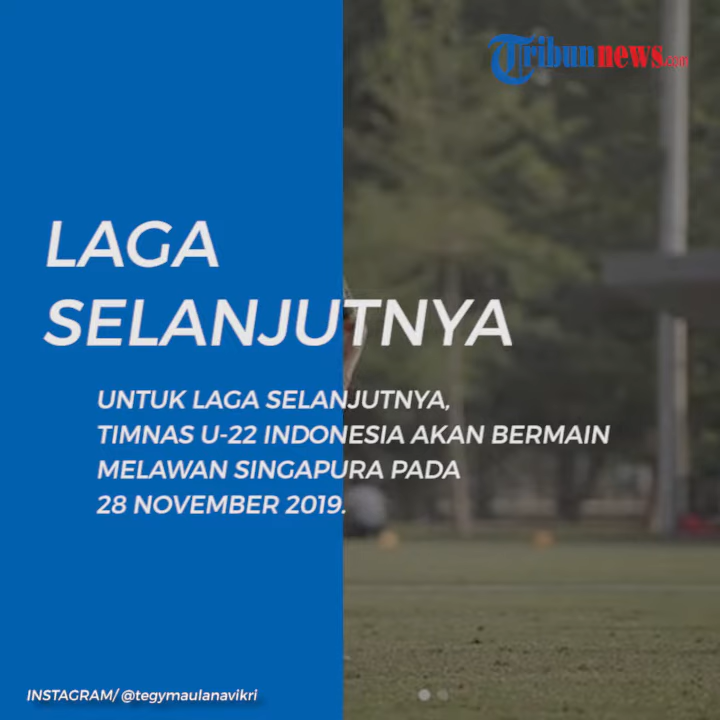 Tribunnews.com
LAGA
SELANJUTNYA
UNTUK LAGA SELANJUTNYA,
TIMNAS U-22 INDONESIA AKAN BERMAIN
MELAWAN SINGAPURA PADA
28 NOVEMBER 2019.
INSTAGRAM/ @tegymaulanavikri